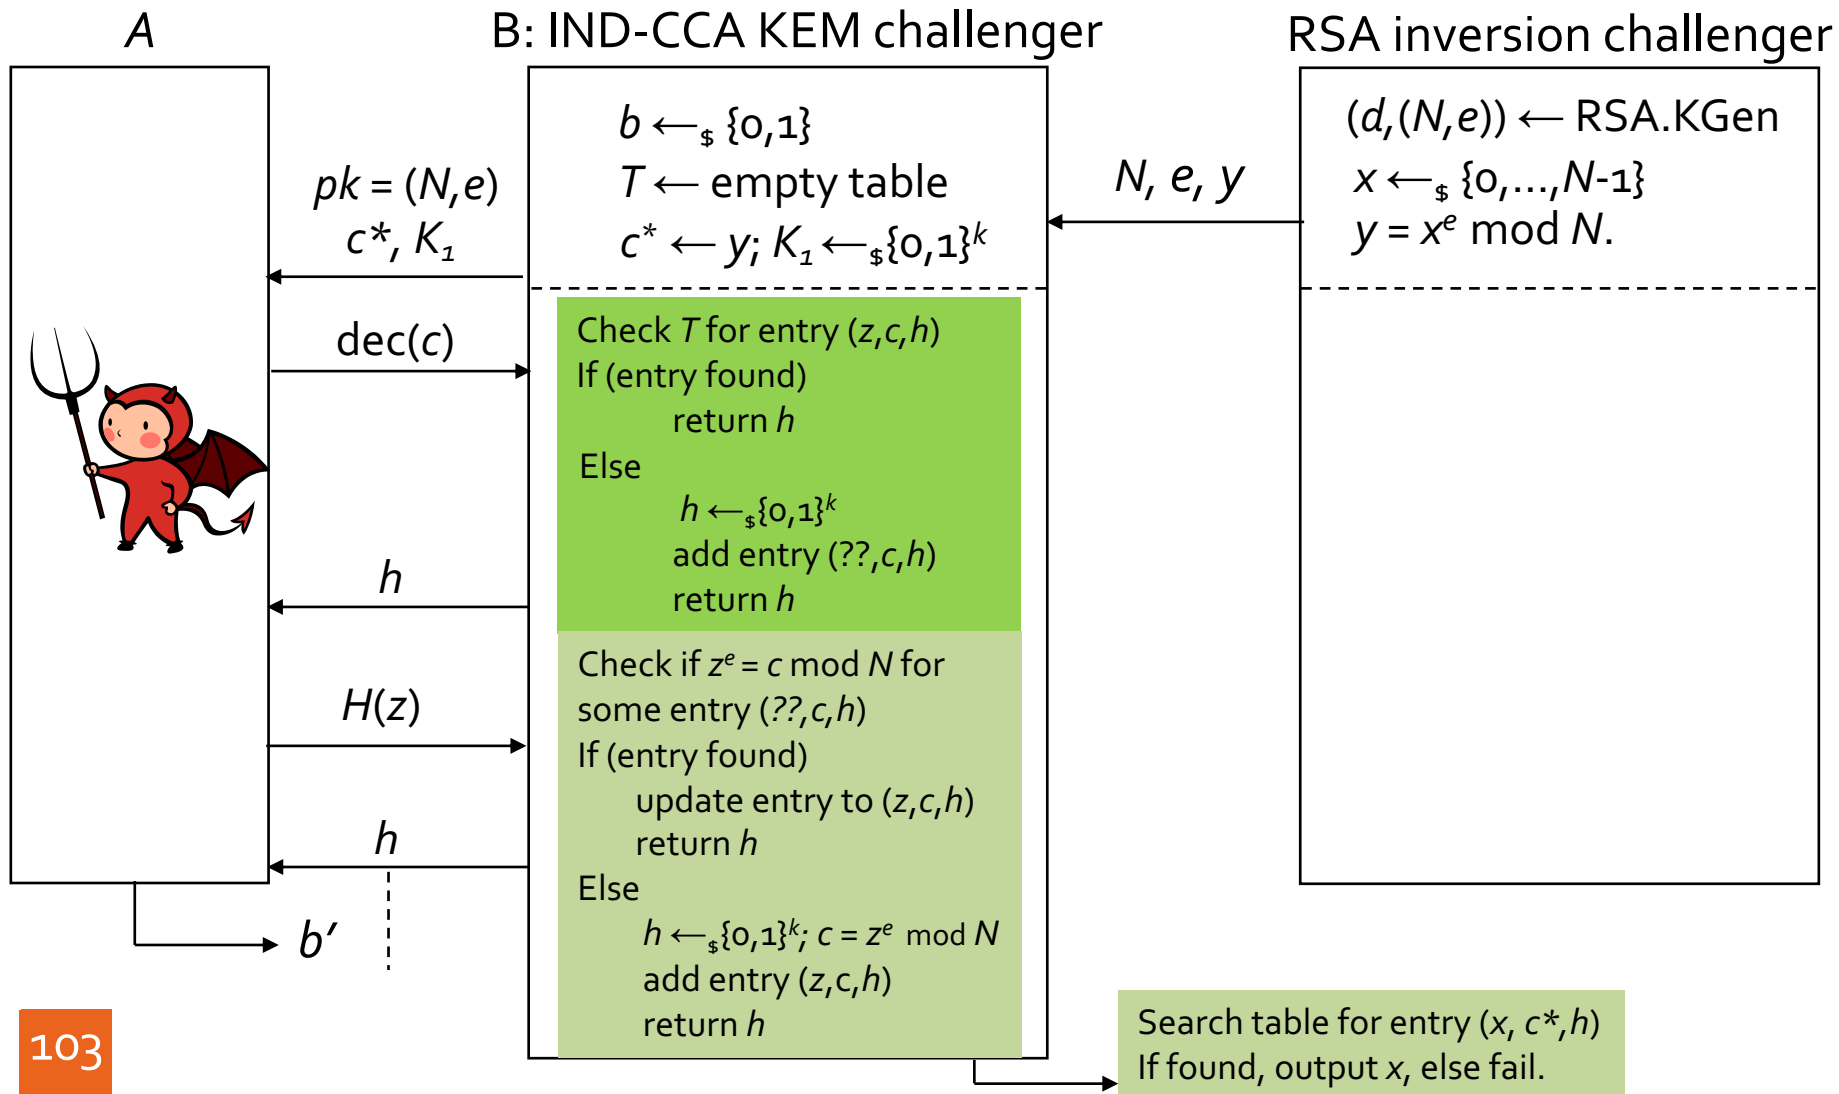 A
B: IND-CCA KEM challenger
RSA inversion challenger
pk = (N,e)
c*, K₁
dec(c)
h
H(z)
h
b′
b ←$ {0,1}
T ← empty table
c* ← y; K₁ ←${0,1}ᵏ
Check T for entry (z,c,h)
If (entry found)
return h
Else
h ←${0,1}ᵏ
add entry (??,c,h)
return h
Check if zᵉ = c mod N for
some entry (??,c,h)
If (entry found)
update entry to (z,c,h)
return h
Else
h ←${0,1}ᵏ; c = zᵉ mod N
add entry (z,c,h)
return h
N, e, y
(d,(N,e)) ← RSA.KGen
x ←$ {0,...,N-1}
y = xᵉ mod N.
Search table for entry (x, c*,h)
If found, output x, else fail.
103